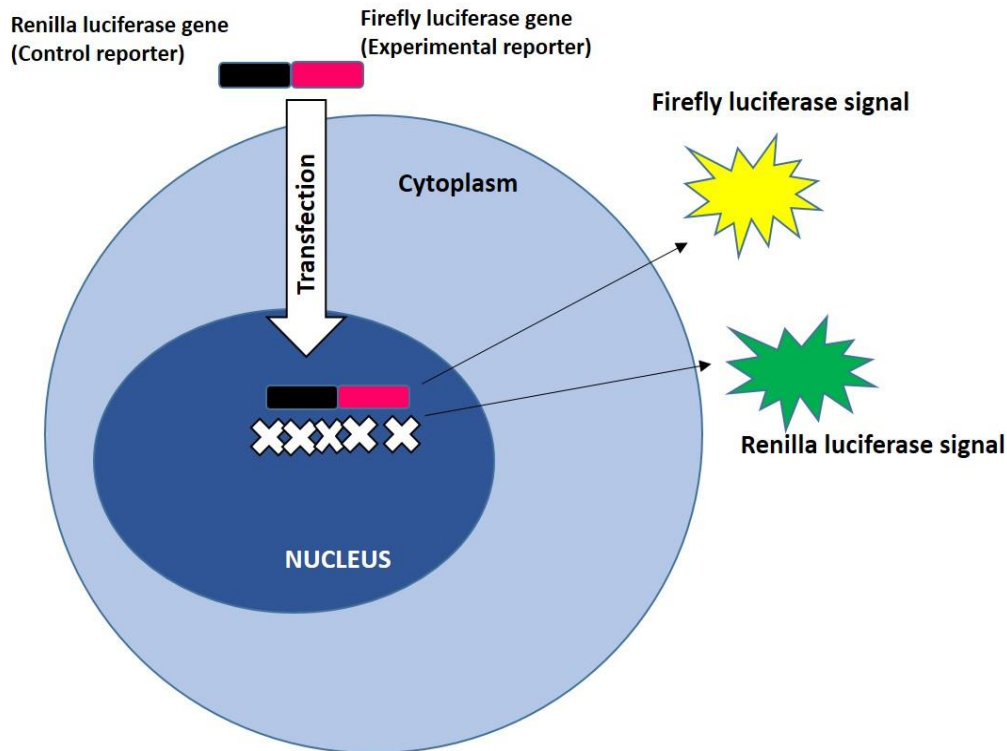 Renilla luciferase gene
(Control reporter)
Firefly luciferase gene
(Experimental reporter)
Transfection
Cytoplasm
Firefly luciferase signal
Renilla luciferase signal
NUCLEUS